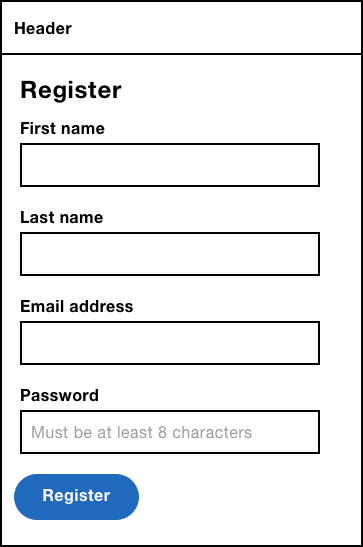 Header
Register
First name
Last name
Email address
Password
Must be at least 8 characters
Register